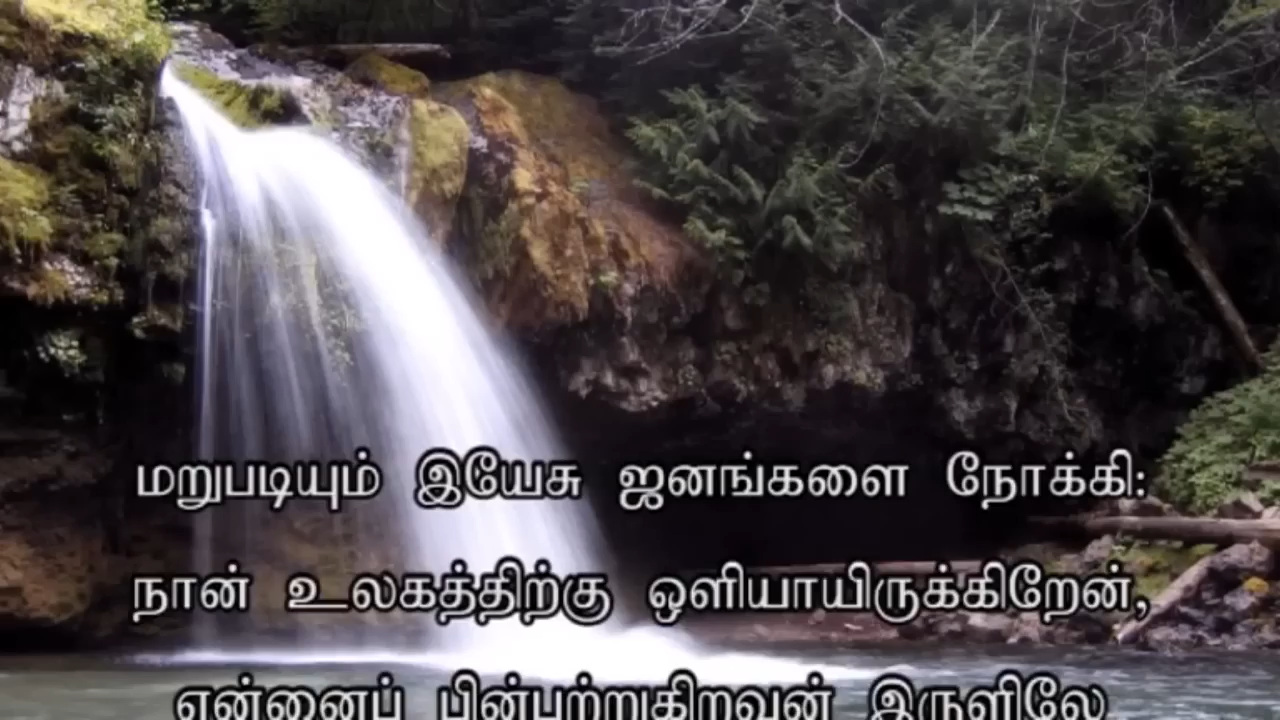 மறுபடியும் இயேசு ஜனங்களை நோக்கி:
நான் உலகத்திற்கு ஒளியாயிருக்கிறேன்,
என்னைப் பின்பற்றுகிறவன் இருளிலே